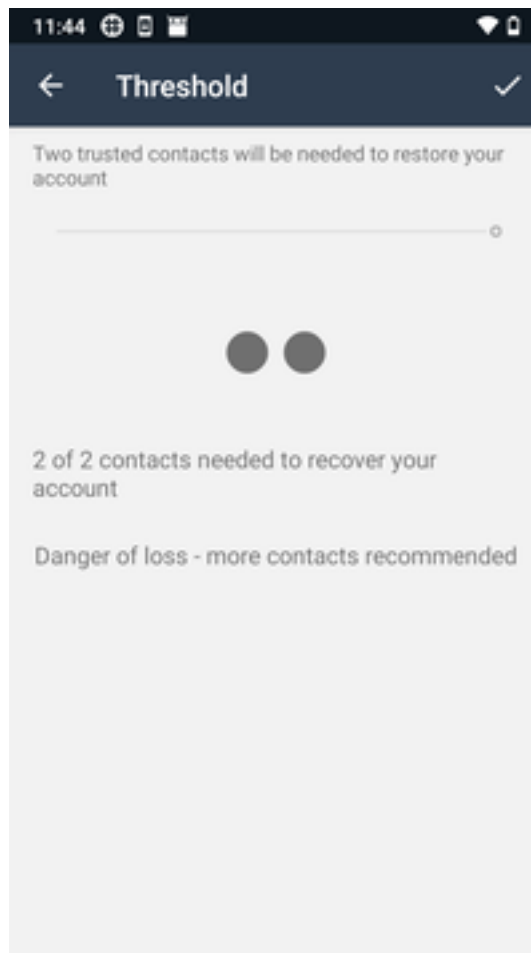 11:44
Threshold
Two trusted contacts will be needed to restore your
account
2 of 2 contacts needed to recover your
account
Danger of loss - more contacts recommended